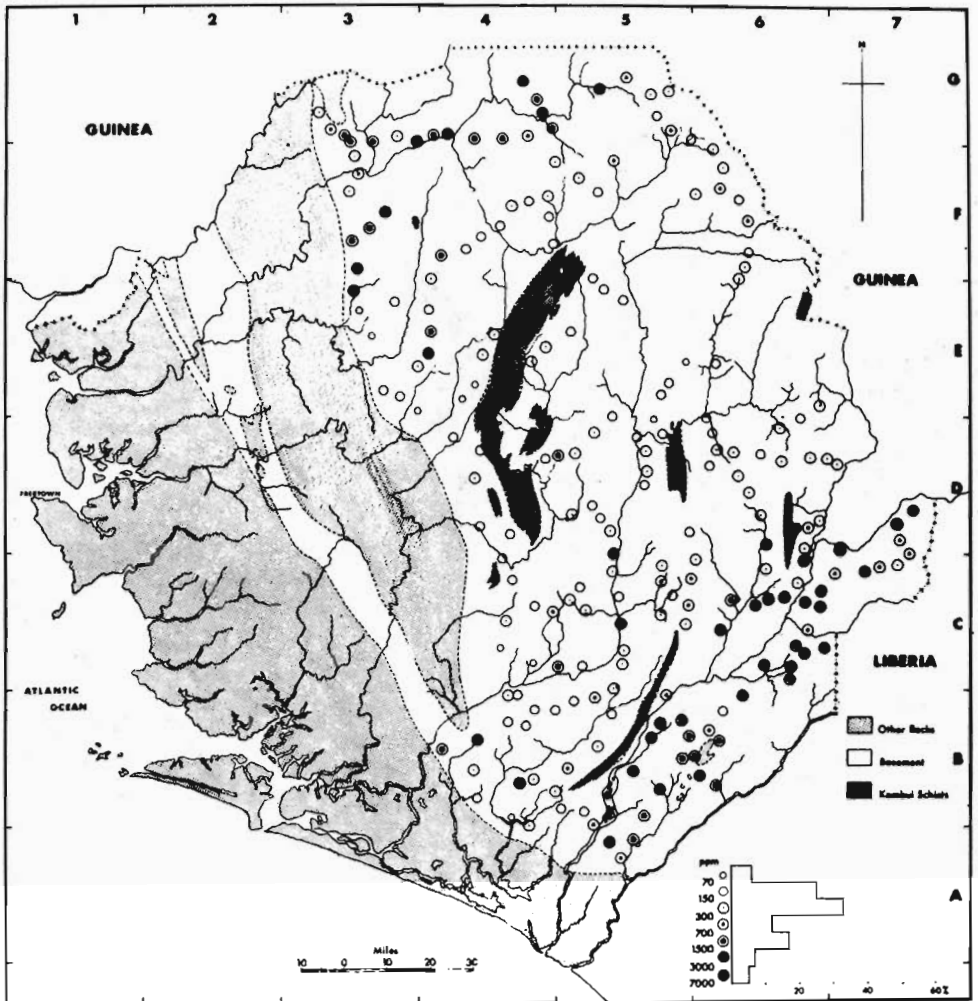 1 2 3 4 5 6 7
G
N
GUINEA
F
GUINEA
E
FREETOWN
D
C
LIBERIA
ATLANTIC
OCEAN
Other Rocks
B
Basement
Kambui Schists
ppm
70
150
300
700
1500
3000
7000
A
Miles
10 0 10 20 30
20 40 60%